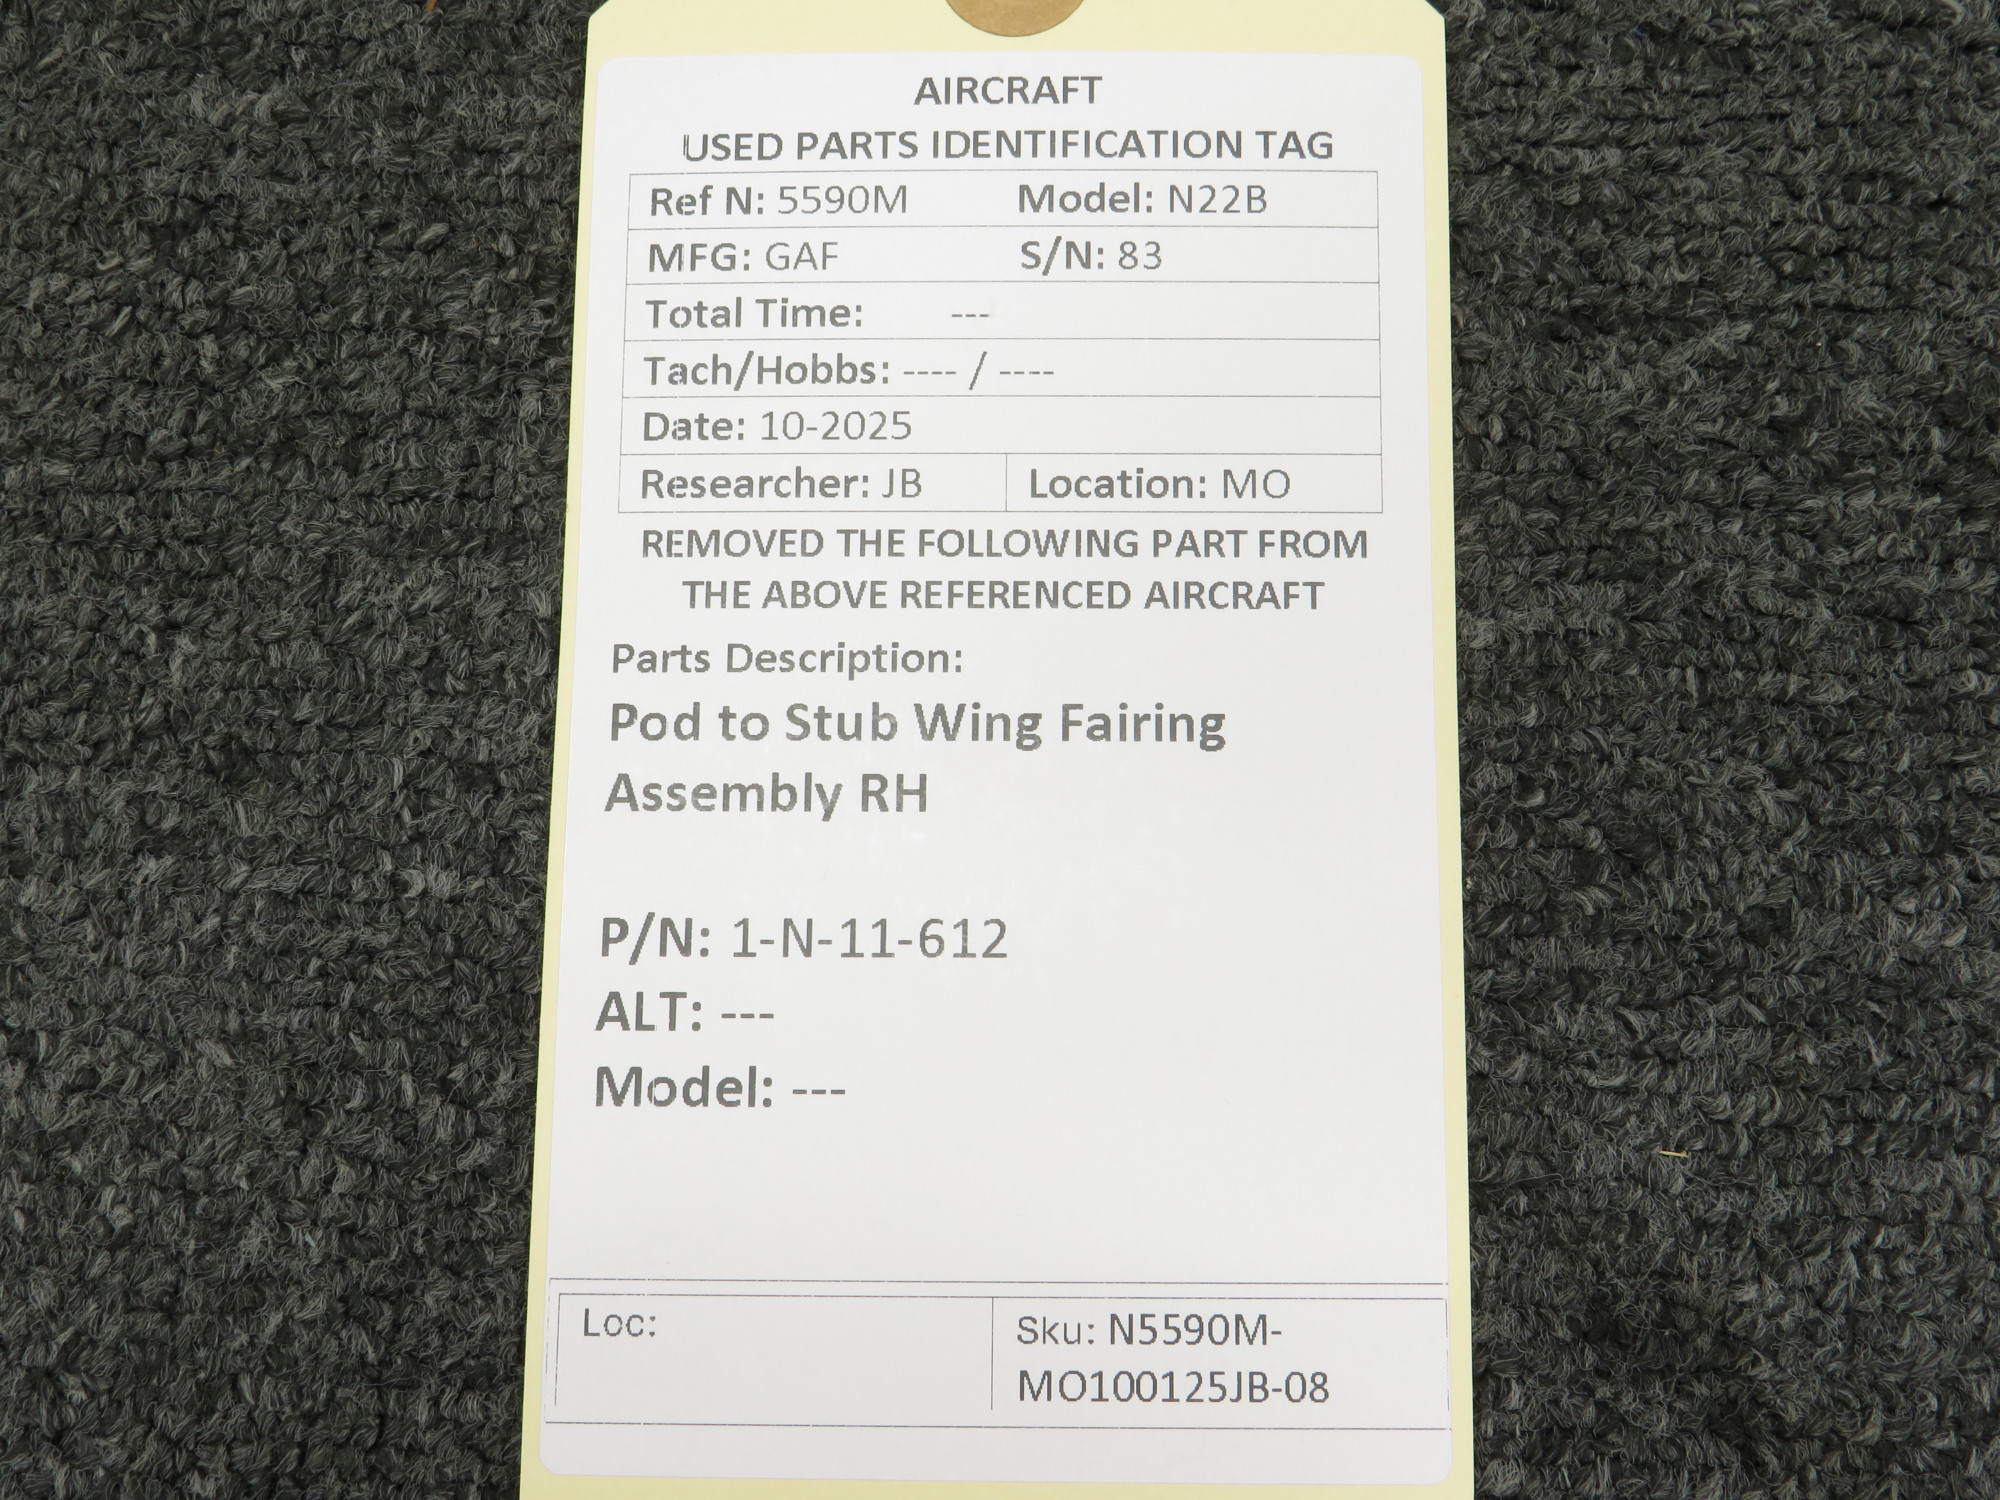 AIRCRAFT
USED PARTS IDENTIFICATION TAG
Ref N: 5590M Model: N22B
MFG: GAF S/N: 83
Total Time: ---
Tach/Hobbs: ---- / ----
Date: 10-2025
Researcher: JB Location: MO
REMOVED THE FOLLOWING PART FROM
THE ABOVE REFERENCED AIRCRAFT
Parts Description:
Pod to Stub Wing Fairing
Assembly RH
P/N: 1-N-11-612
ALT: ---
Model: ---
Loc:
Sku: N5590M-
MO100125JB-08